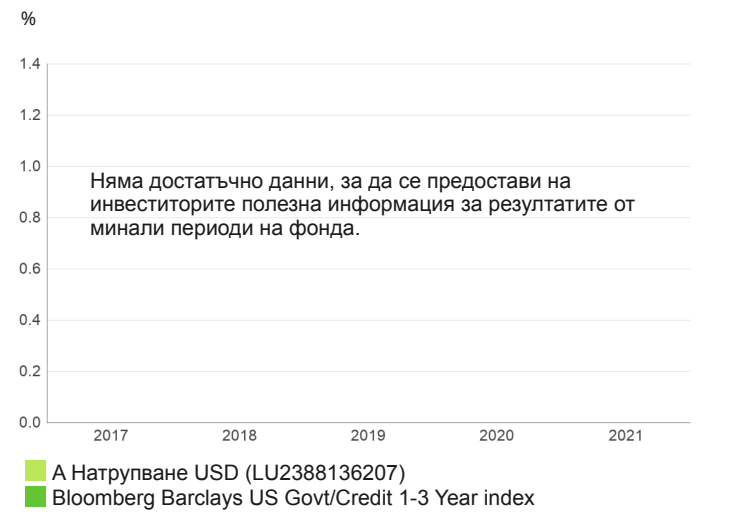 %
1.4
1.2
1.0
Няма достатъчно данни, за да се предостави на
инвеститорите полезна информация за резултатите от
0.8
минали периоди на фонда.
0.6
0.4
0.2
0.0
2017 2018 2019 2020 2021
A Натрупване USD (LU2388136207)
Bloomberg Barclays US Govt/Credit 1-3 Year index